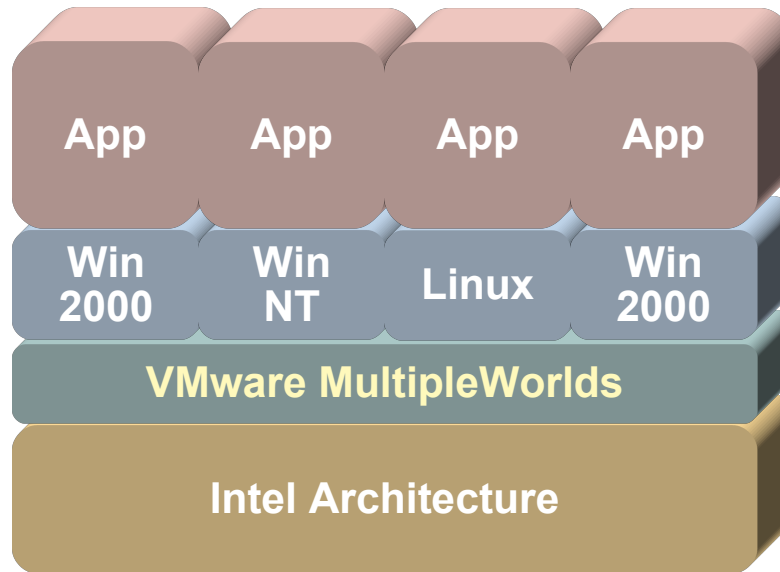 App App App App
Win 2000 Win NT Linux Win 2000
VMware MultipleWorlds
Intel Architecture